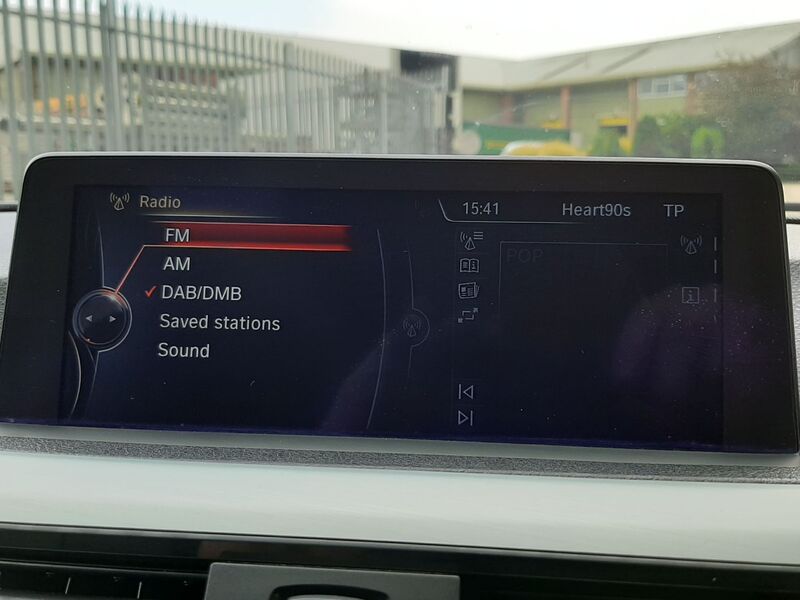 Radio
15:41 Heart90s TP
FM
AM
DAB/DMB
Saved stations
Sound
POP